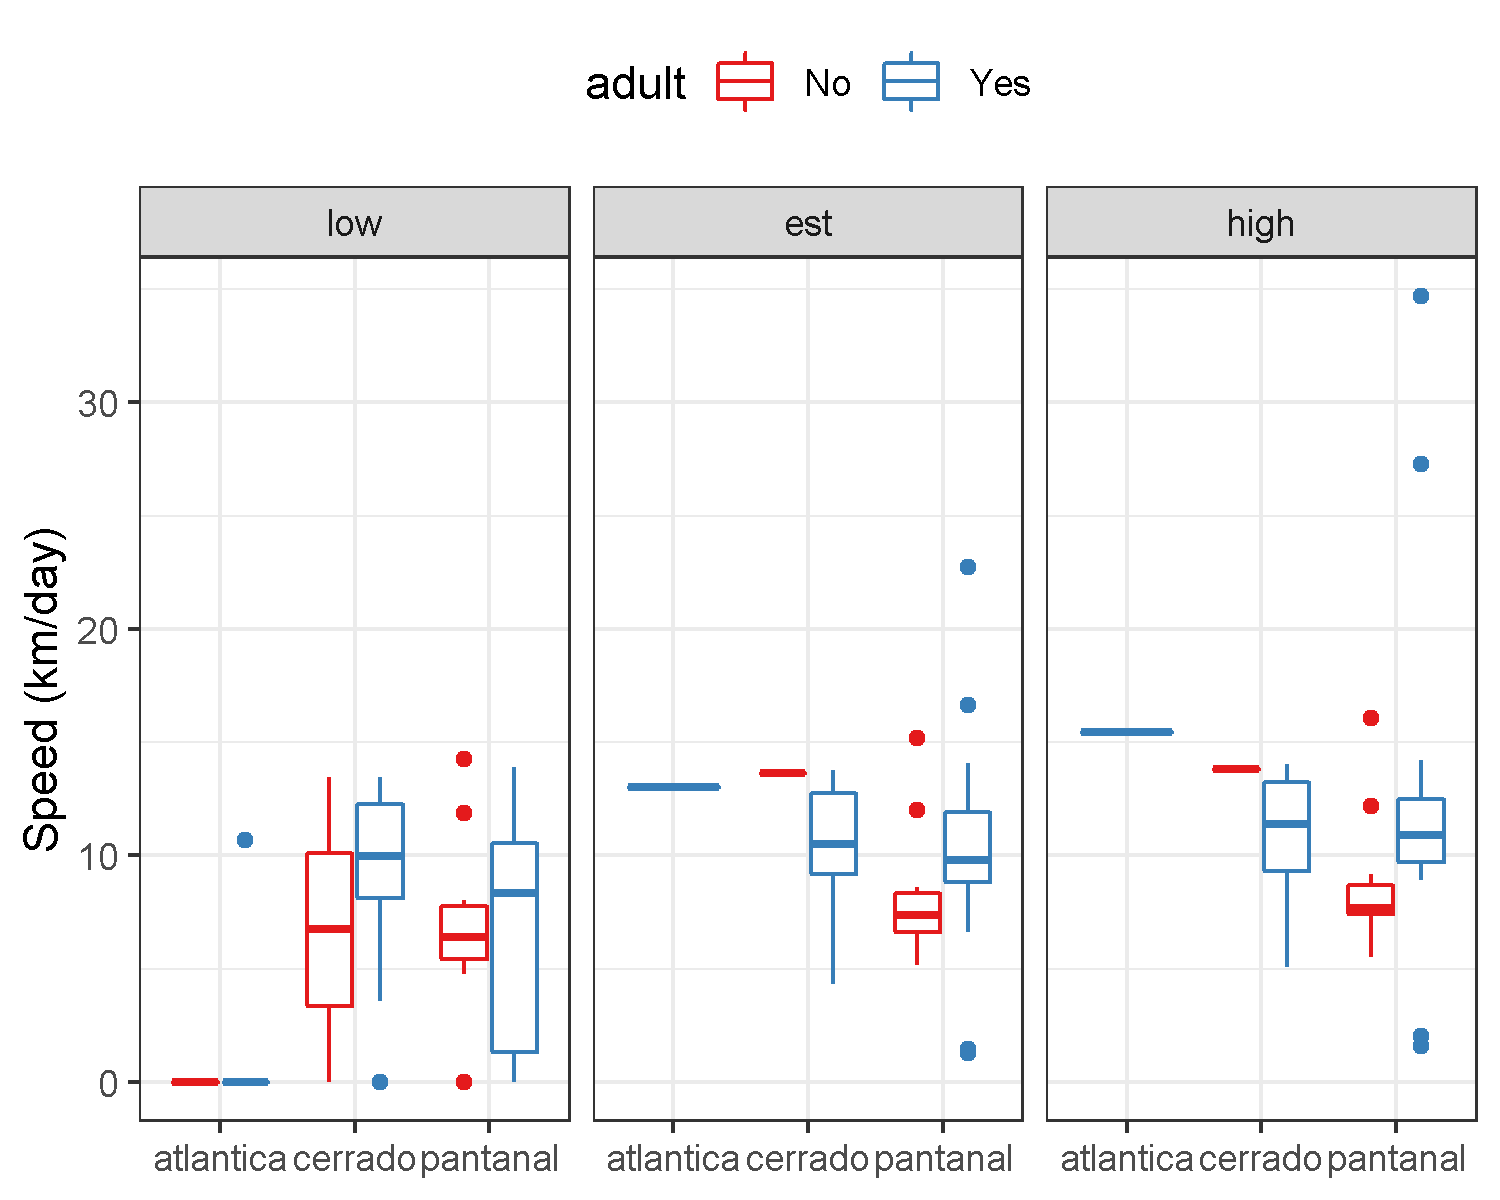 adult No Yes
low est high
Speed (km/day)
30
20
10
0
atlantica cerrado pantanal atlantica cerrado pantanal atlantica cerrado pantanal